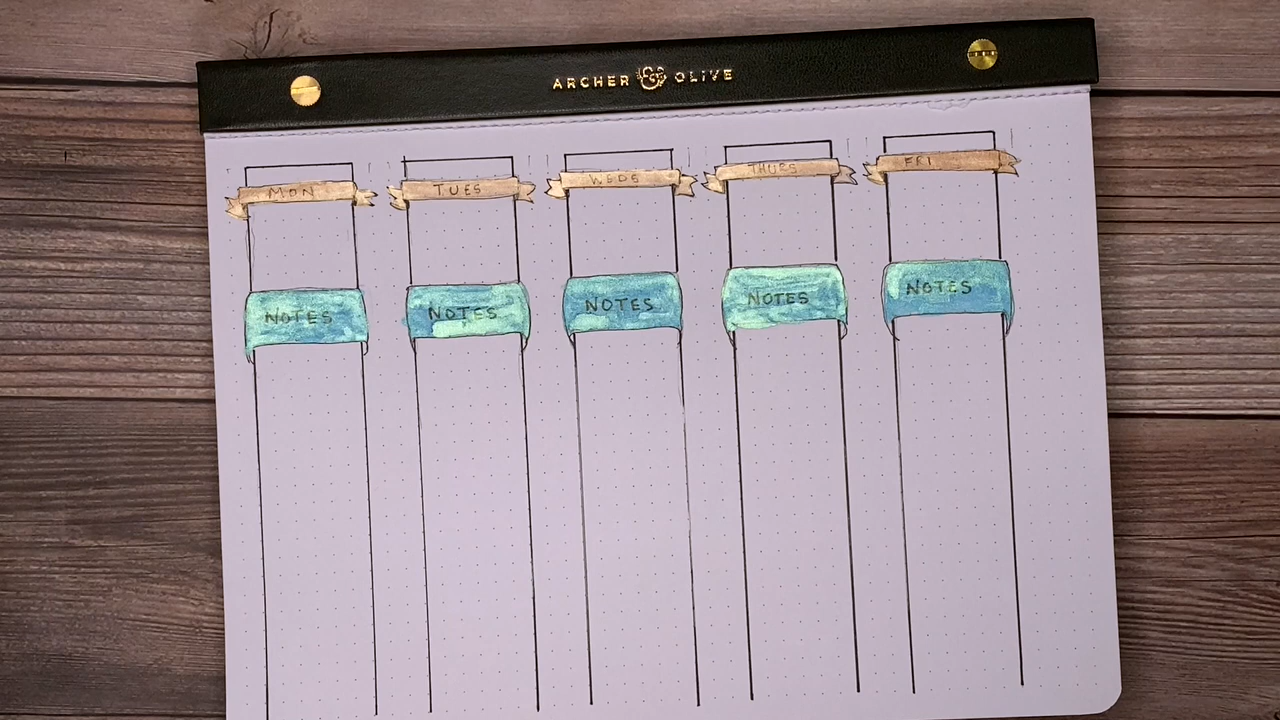 ARCHER & OLIVE
MON TUES WEDS THURS FRI
NOTES NOTES NOTES NOTES NOTES